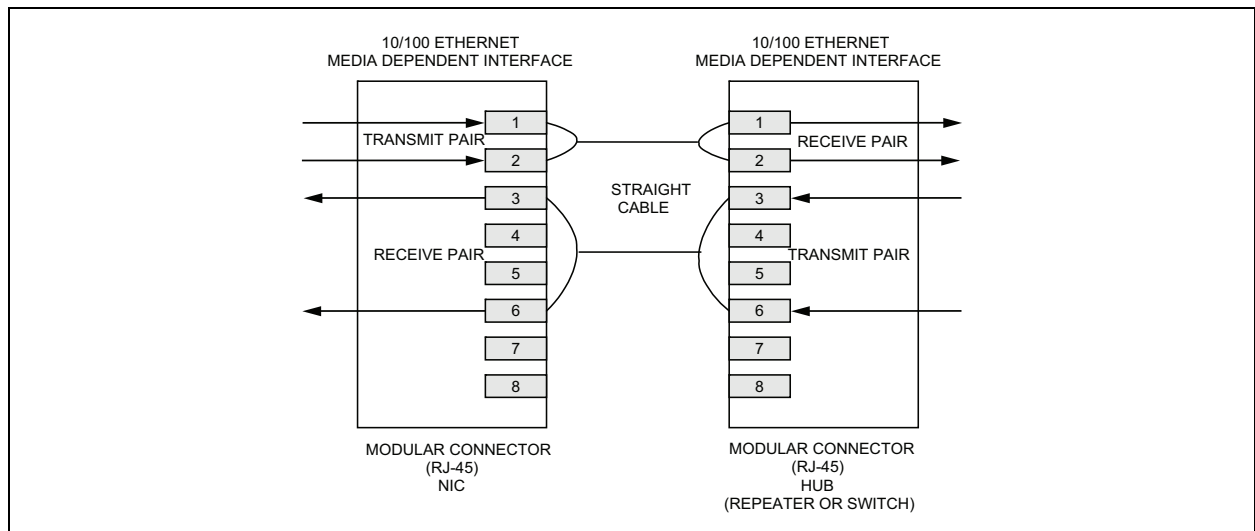 10/100 ETHERNET
MEDIA DEPENDENT INTERFACE
10/100 ETHERNET
MEDIA DEPENDENT INTERFACE
1
TRANSMIT PAIR
2
3
4
RECEIVE PAIR
5
6
7
8
STRAIGHT
CABLE
1
RECEIVE PAIR
2
3
4
TRANSMIT PAIR
5
6
7
8
MODULAR CONNECTOR
(RJ-45)
NIC
MODULAR CONNECTOR
(RJ-45)
HUB
(REPEATER OR SWITCH)